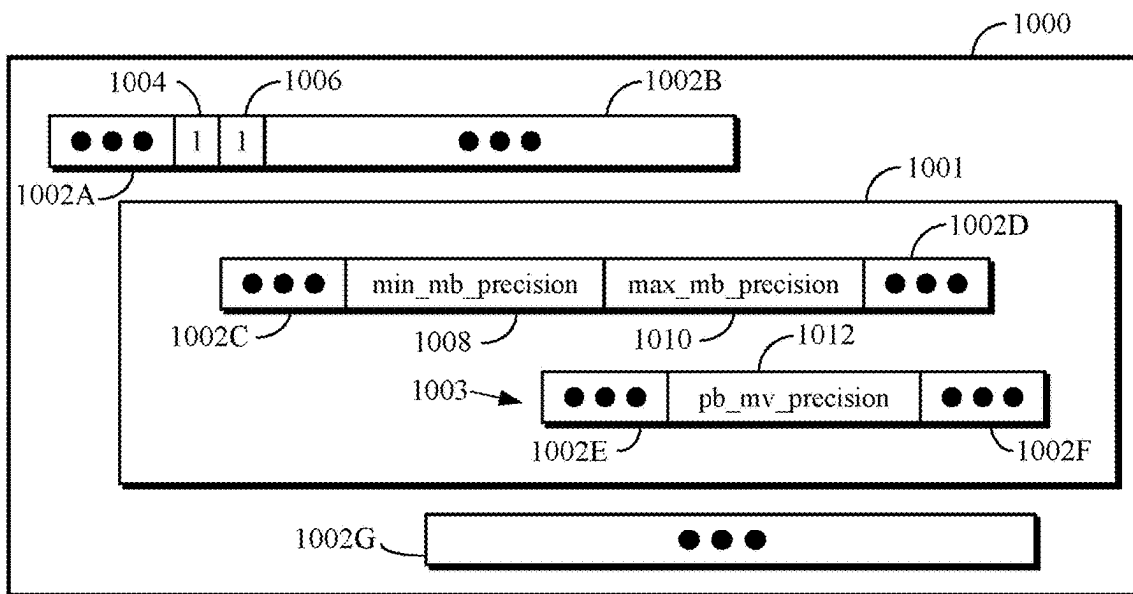 1000
1004 1006 1002B
1 1
1002A
1001
1002D
min_mb_precision max_mb_precision
1002C 1008 1010 1012
1003 pb_mv_precision
1002E 1002F
1002G